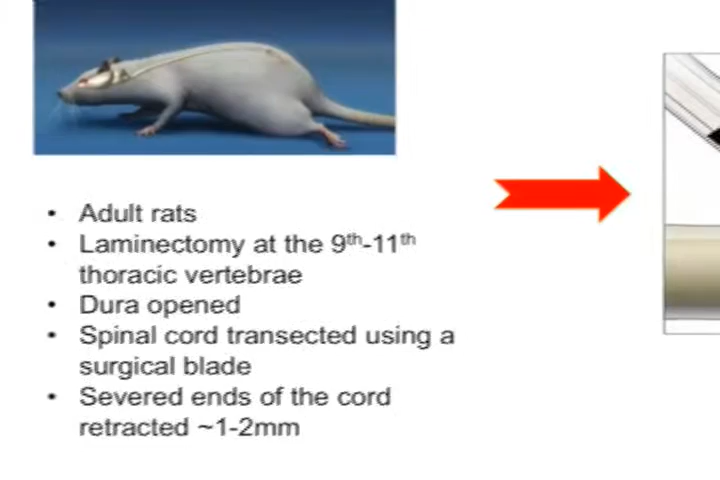 • Adult rats
• Laminectomy at the 9th-11th
thoracic vertebrae
• Dura opened
• Spinal cord transected using a
surgical blade
• Severed ends of the cord
retracted ~1-2mm